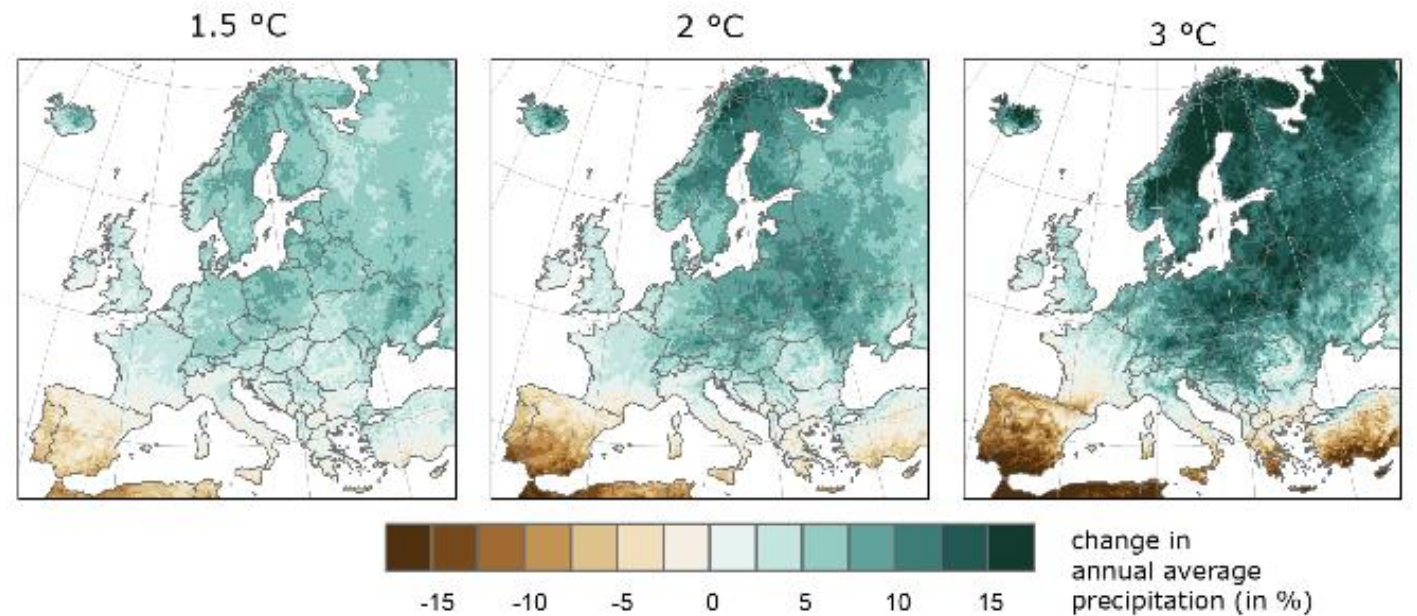 1.5 °C
2 °C
3 °C
-15 -10 -5 0 5 10 15
change in
annual average
precipitation (in %)